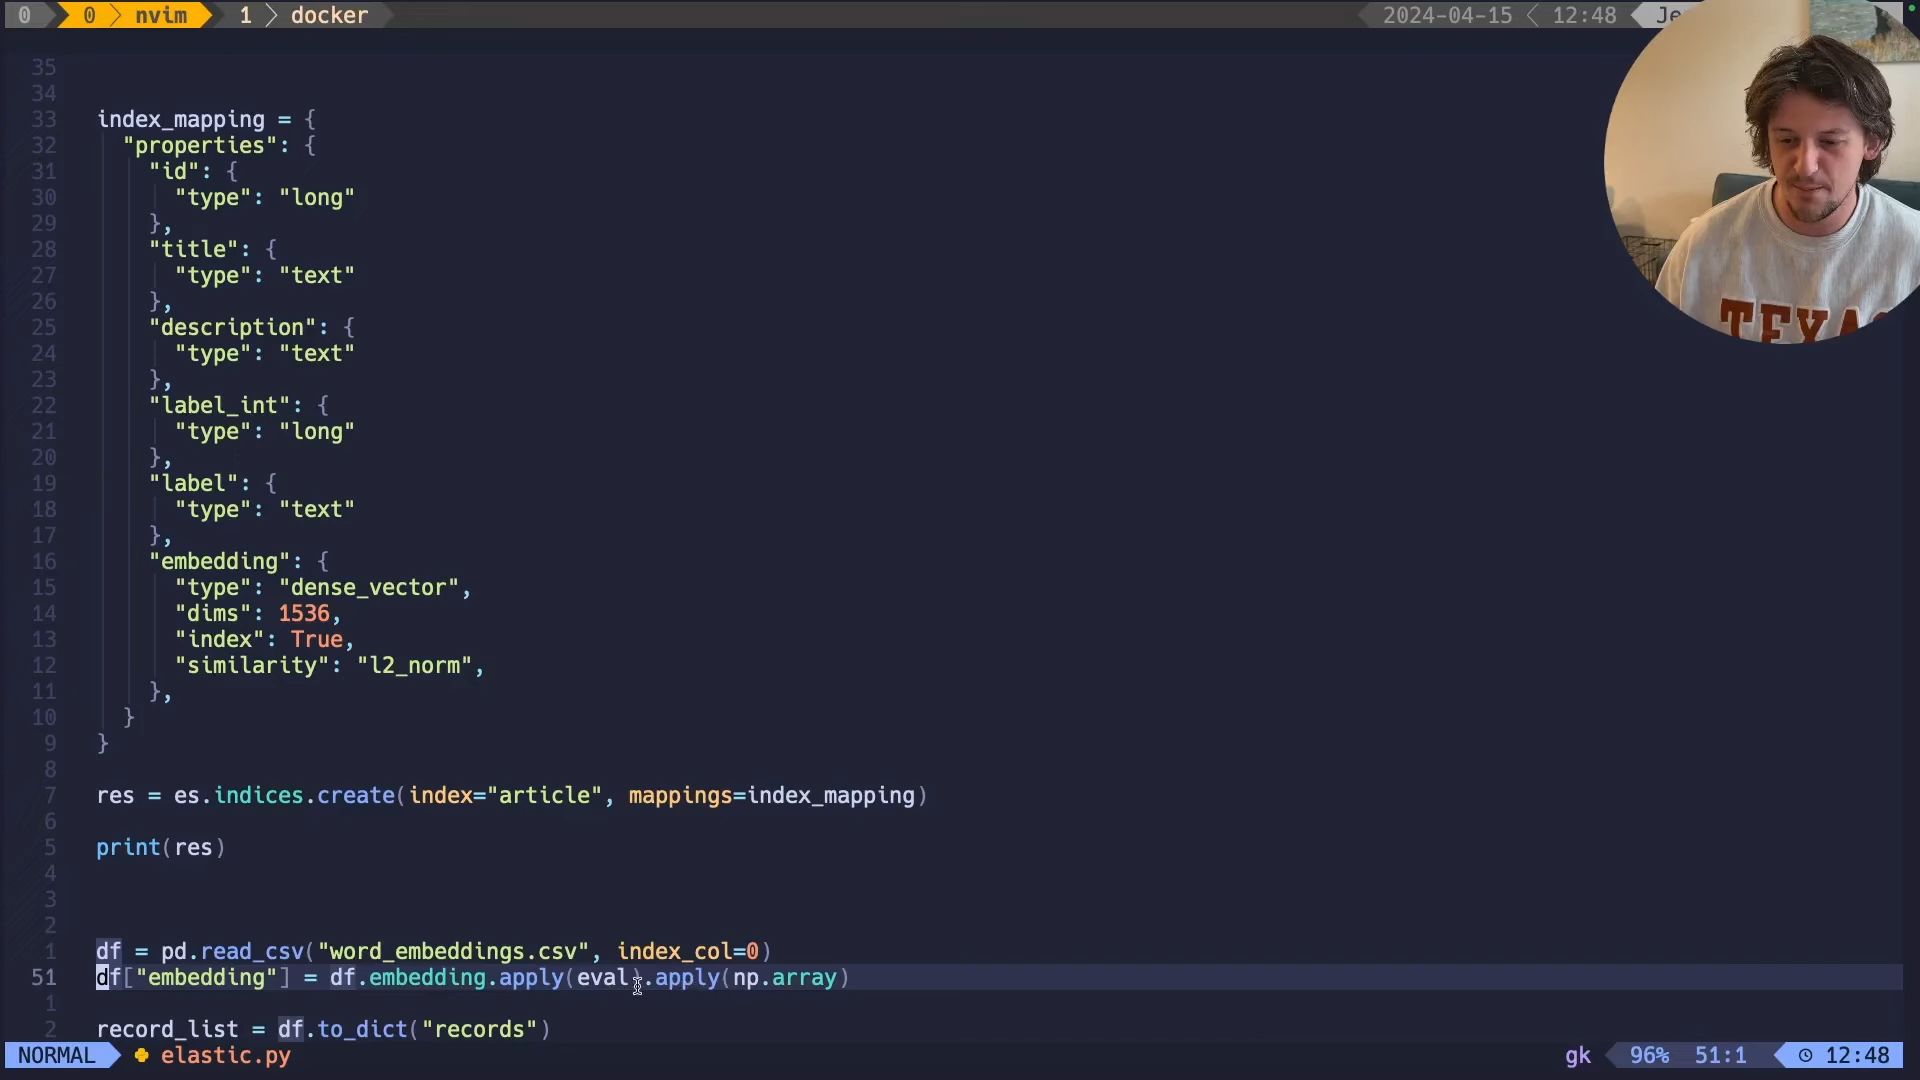 0 0 nvim 1 docker 2024-04-15 12:48
35
34
33 index_mapping = {
32 "properties": {
31 "id": {
30 "type": "long"
29 },
28 "title": {
27 "type": "text"
26 },
25 "description": {
24 "type": "text"
23 },
22 "label_int": {
21 "type": "long"
20 },
19 "label": {
18 "type": "text"
17 },
16 "embedding": {
15 "type": "dense_vector",
14 "dims": 1536,
13 "index": True,
12 "similarity": "l2_norm",
11 },
10 }
9 }
8
7 res = es.indices.create(index="article", mappings=index_mapping)
6
5 print(res)
4
3
2
1 df = pd.read_csv("word_embeddings.csv", index_col=0)
51 df["embedding"] = df.embedding.apply(eval).apply(np.array)
1
2 record_list = df.to_dict("records")
NORMAL elastic.py gk 96% 51:1 12:48